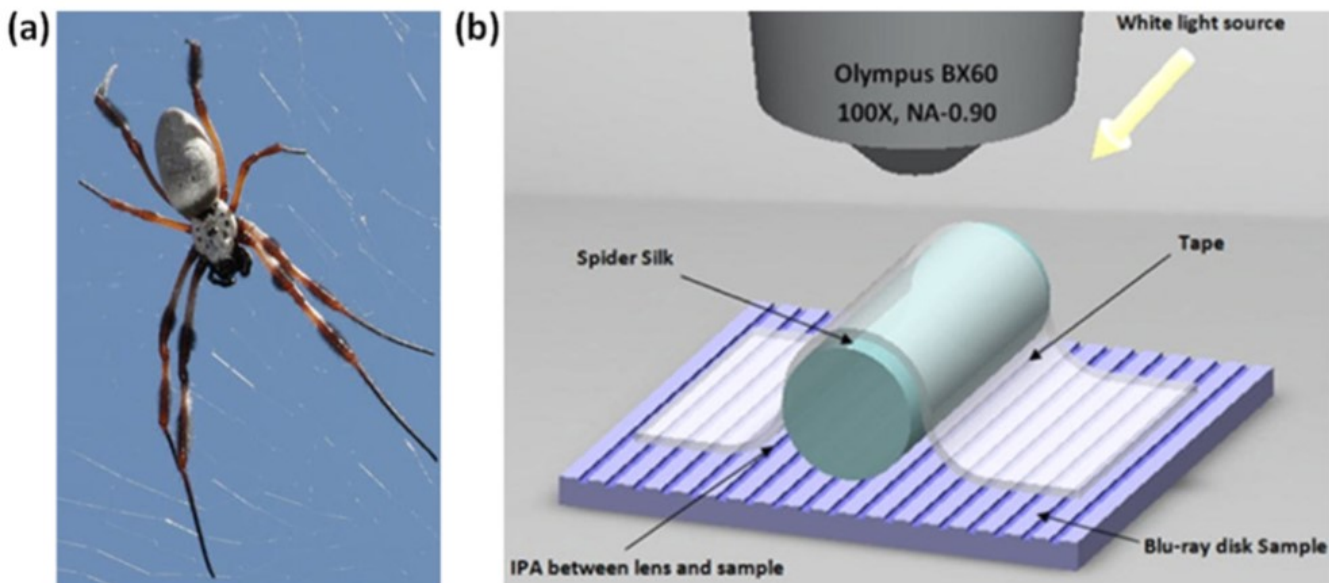 (a)
(b)
White light source
Olympus BX60
100X, NA-0.90
Spider Silk
Tape
IPA between lens and sample
Blu-ray disk Sample